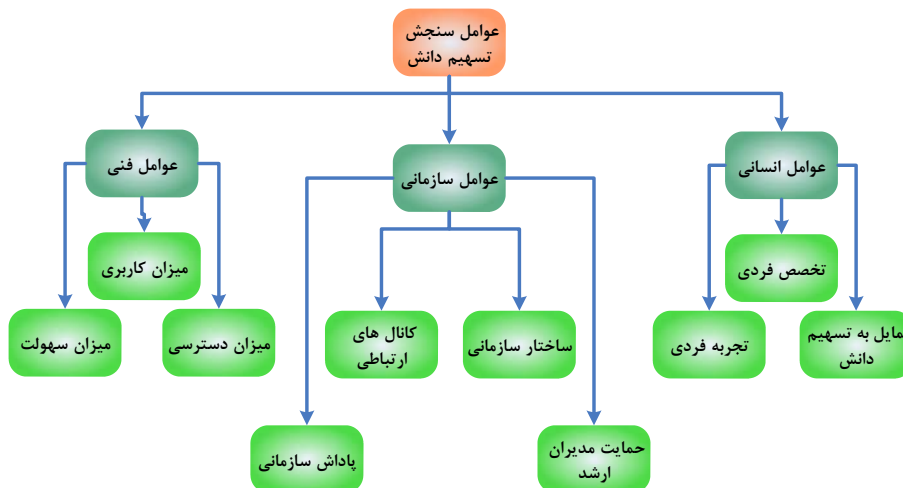 عوامل سنجش
تسهیم دانش
عوامل انسانی
عوامل سازمانی
عوامل فنی
تخصص فردی
میزان کاربری
مایل به تسهیم
دانش
تجربه فردی
ساختار سازمانی
کانال های
ارتباطی
میزان دسترسی
میزان سهولت
حمایت مدیران
ارشد
پاداش سازمانی